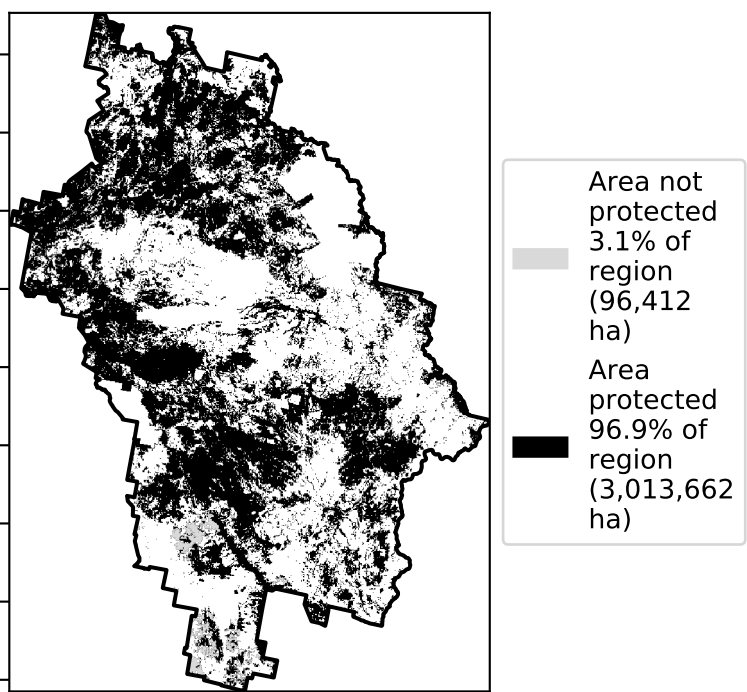 Area not
protected
3.1% of
region
(96,412
ha)
Area
protected
96.9% of
region
(3,013,662
ha)